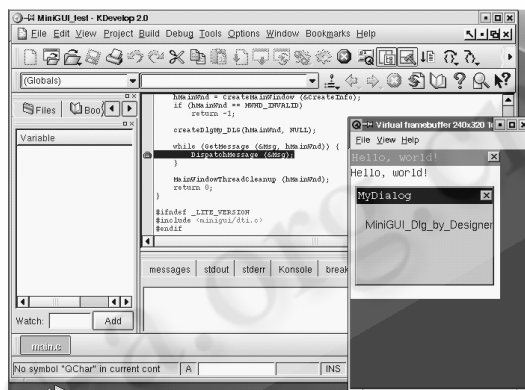 MiniGUI_test - KDevelop 2.0
File Edit View Project Build Debug Tools Options Window Bookmarks Help
(Globals)
Files Boo
Variable
Watch: Add
hMainWnd = CreateMainWindow (&CreateInfo);
if (hMainWnd == HWND_INVALID)
return -1;
createDlgMy_DLG(hMainWnd, NULL);
while (GetMessage (&Msg, hMainWnd)) {
DispatchMessage (&Msg);
}
MainWindowThreadCleanup (hMainWnd);
return 0;
}
#ifndef _LITE_VERSION
#include <minigui/dti.c>
#endif
messages stdout stderr Konsole break
main.c
No symbol "QChar" in current cont A INS
Virtual framebuffer 240x320
File View Help
Hello, world!
Hello, world!
MyDialog
MiniGUI_Dlg_by_Designer